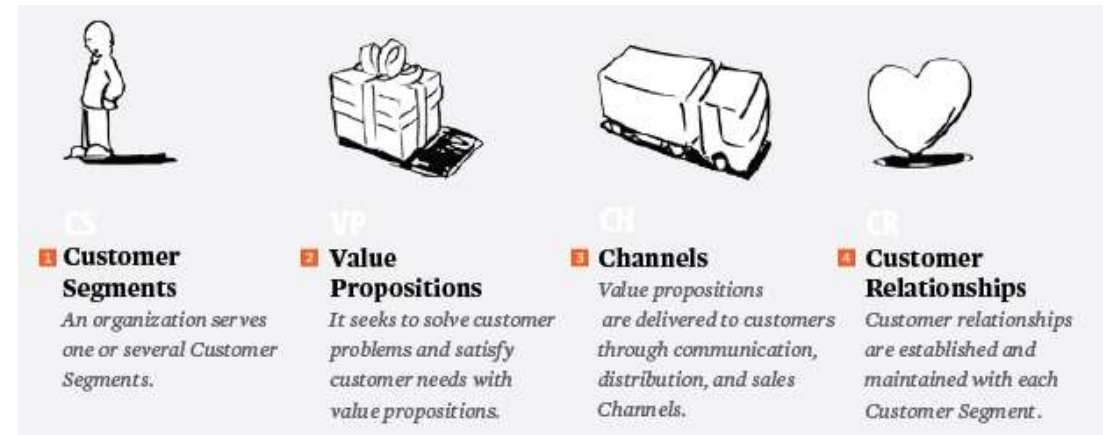 CS
1 Customer
Segments
An organization serves
one or several Customer
Segments.
VP
2 Value
Propositions
It seeks to solve customer
problems and satisfy
customer needs with
value propositions.
CH
3 Channels
Value propositions
are delivered to customers
through communication,
distribution, and sales
Channels.
CR
4 Customer
Relationships
Customer relationships
are established and
maintained with each
Customer Segment.